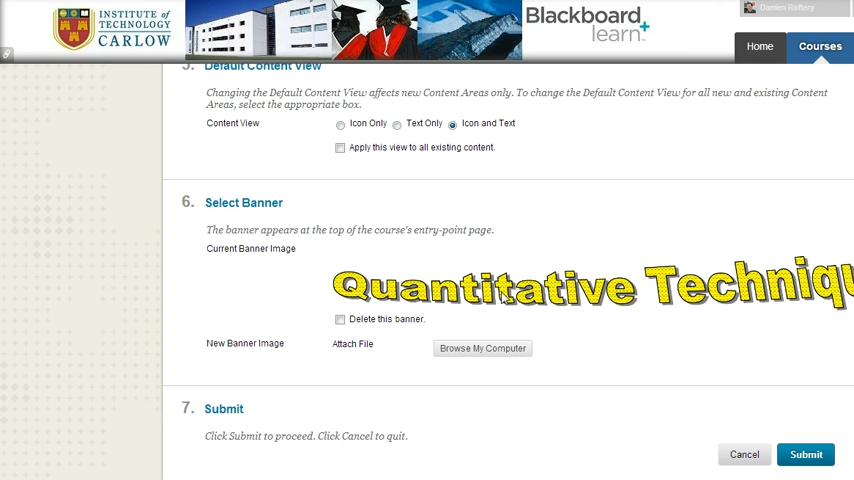 INSTITUTE of
TECHNOLOGY
CARLOW
Blackboard
learn+
Damien Raftery
Home
Courses
5. Default Content View
Changing the Default Content View affects new Content Areas only. To change the Default Content View for all new and existing Content
Areas, select the appropriate box.
Content View
Icon Only
Text Only
Icon and Text
Apply this view to all existing content.
6. Select Banner
The banner appears at the top of the course's entry-point page.
Current Banner Image
Quantitative Techniqu
Delete this banner.
New Banner Image
Attach File
Browse My Computer
7. Submit
Click Submit to proceed. Click Cancel to quit.
Cancel
Submit